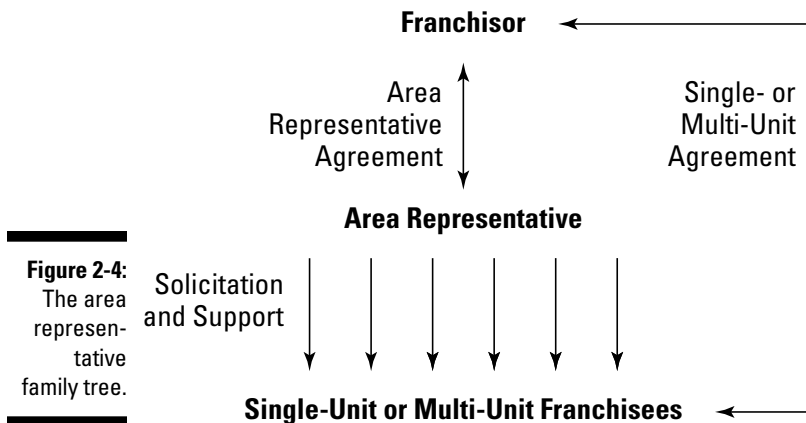 Franchisor
Area
Representative
Agreement
Single- or
Multi-Unit
Agreement
Area Representative
Figure 2-4:
The area
represen-
tative
family tree.
Solicitation
and Support
Single-Unit or Multi-Unit Franchisees